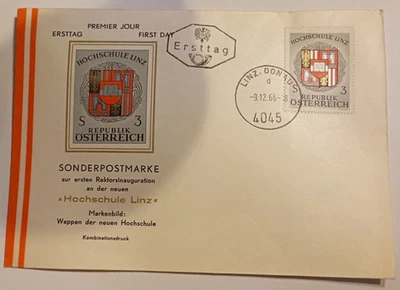 PREMIER JOUR
ERSTTAG FIRST DAY
HOCHSCHULE LINZ
S 3
REPUBLIK
ÖSTERREICH
SONDERPOSTMARKE
zur ersten Rektorsinauguration
an der neuen
"Hochschule Linz"
Markenbild:
Wappen der neuen Hochschule
Kombinationsdruck
Ersttag
LINZ, DONAU
a
-9.12.66-
4045
HOCHSCHULE LINZ
S 3
REPUBLIK
ÖSTERREICH